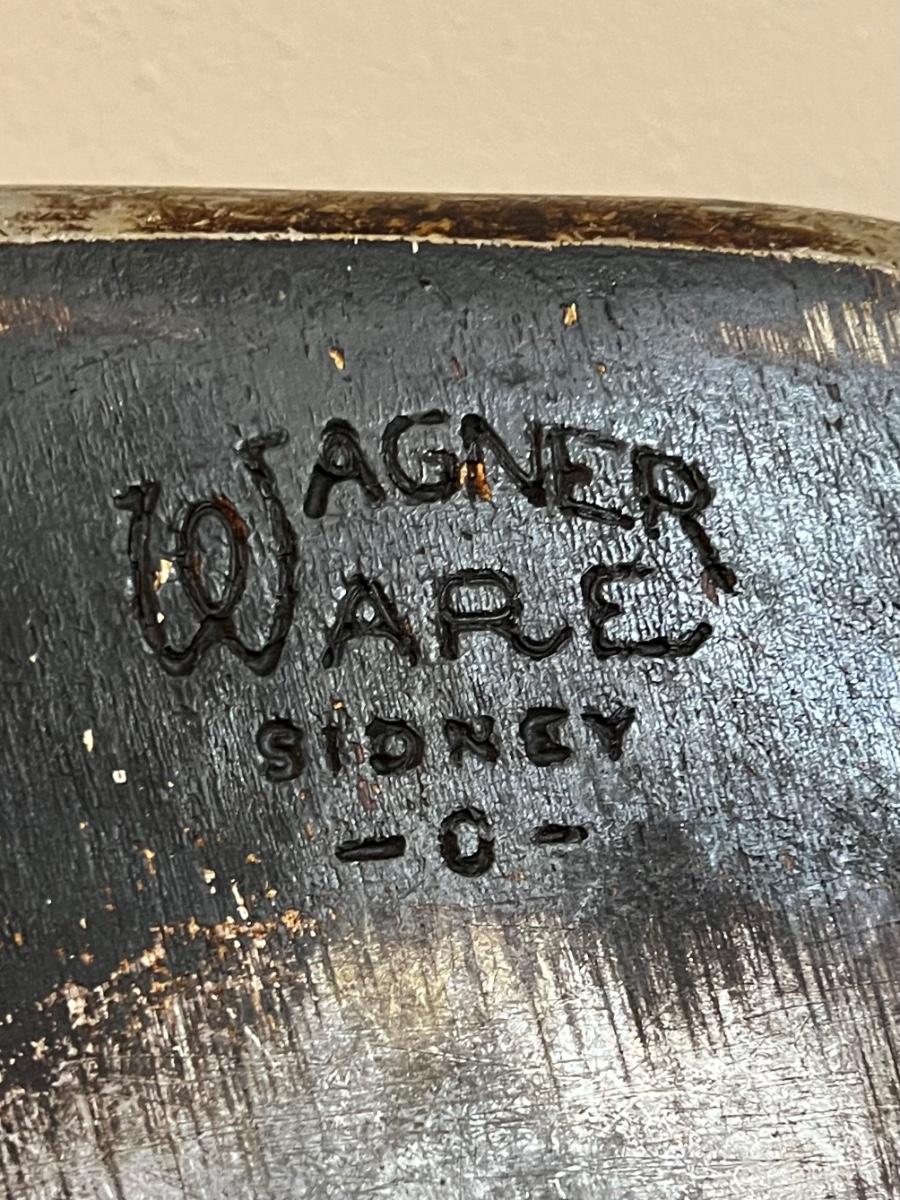 WAGNER
WARE
SIDNEY
- O -